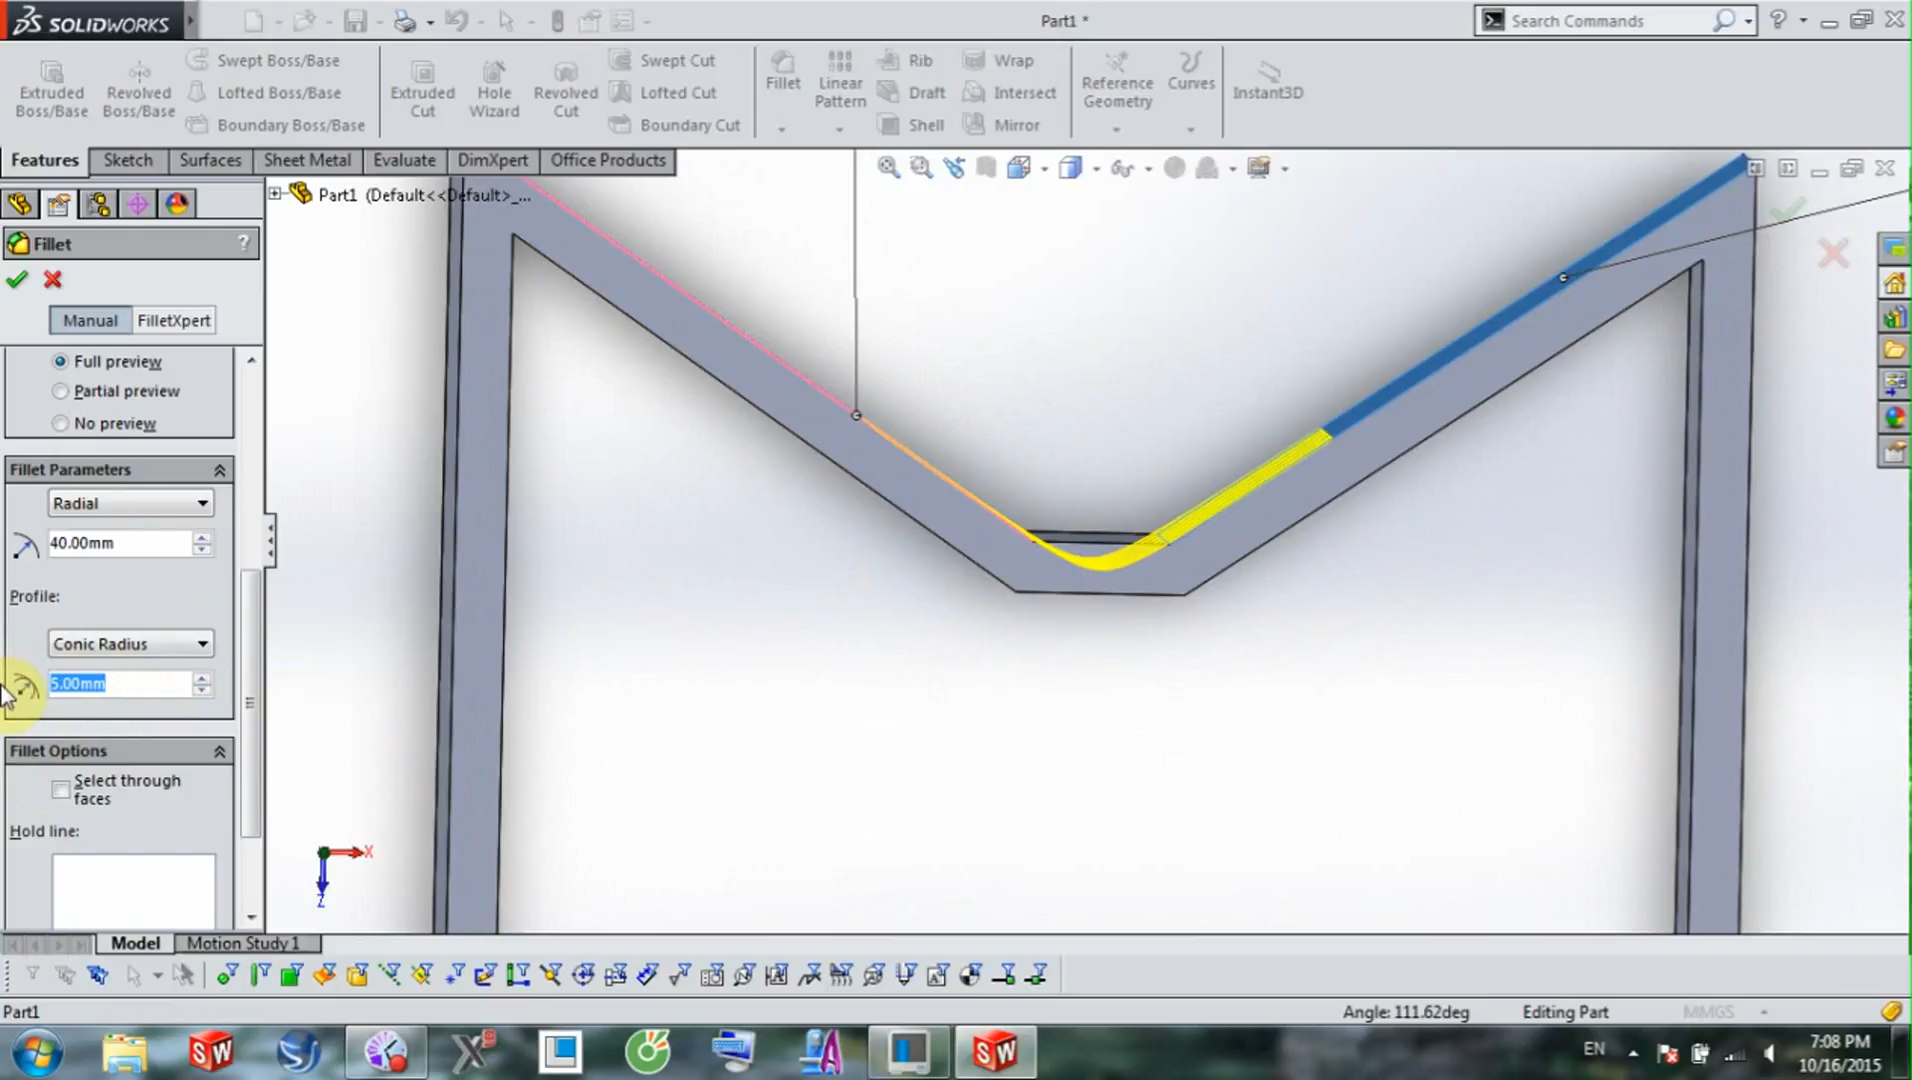 SOLIDWORKS
Part1 *
Search Commands
Extruded Boss/Base
Revolved Boss/Base
Swept Boss/Base
Lofted Boss/Base
Boundary Boss/Base
Extruded Cut
Hole Wizard
Revolved Cut
Swept Cut
Lofted Cut
Boundary Cut
Fillet
Linear Pattern
Rib
Draft
Shell
Wrap
Intersect
Mirror
Reference Geometry
Curves
Instant3D
Features
Sketch
Surfaces
Sheet Metal
Evaluate
DimXpert
Office Products
Part1 (Default<<Default>_...
Fillet
?
Manual
FilletXpert
Full preview
Partial preview
No preview
Fillet Parameters
Radial
40.00mm
Profile:
Conic Radius
5.00mm
Fillet Options
Select through
faces
Hold line:
X
Z
Model
Motion Study 1
Part1
Angle: 111.62deg
Editing Part
MMGS
SW
SW
EN
7:08 PM
10/16/2015